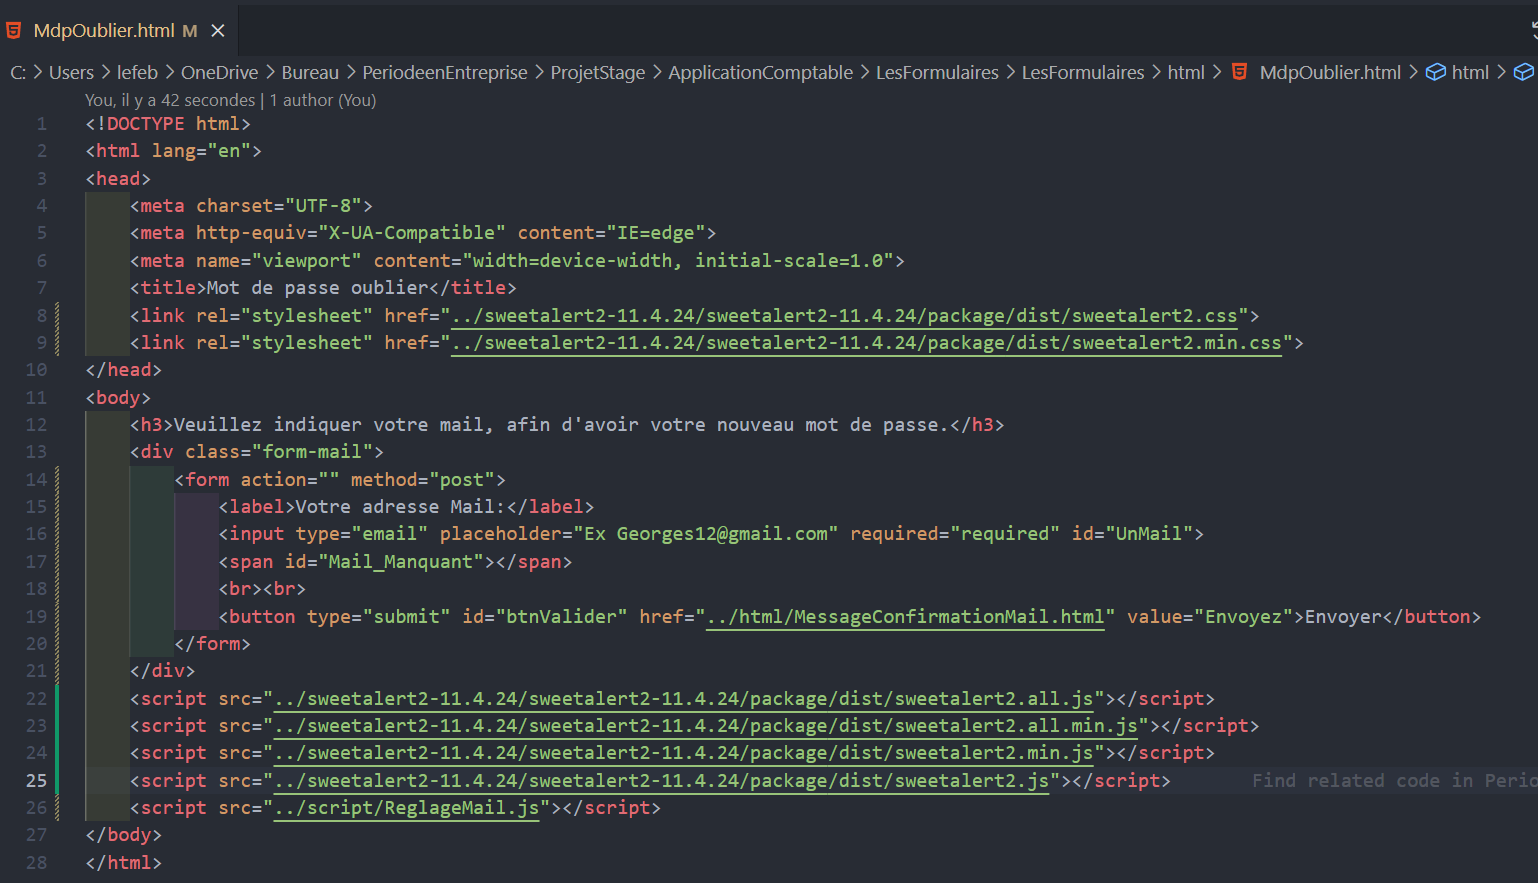 MdpOublier.html M
C: > Users > lefeb > OneDrive > Bureau > PeriodeenEntreprise > ProjetStage > ApplicationComptable > LesFormulaires > LesFormulaires > html > MdpOublier.html > html >
You, il y a 42 secondes | 1 author (You)
1 <!DOCTYPE html>
2 <html lang="en">
3 <head>
4 <meta charset="UTF-8">
5 <meta http-equiv="X-UA-Compatible" content="IE=edge">
6 <meta name="viewport" content="width=device-width, initial-scale=1.0">
7 <title>Mot de passe oublier</title>
8 <link rel="stylesheet" href="../sweetalert2-11.4.24/sweetalert2-11.4.24/package/dist/sweetalert2.css">
9 <link rel="stylesheet" href="../sweetalert2-11.4.24/sweetalert2-11.4.24/package/dist/sweetalert2.min.css">
10 </head>
11 <body>
12 <h3>Veuillez indiquer votre mail, afin d'avoir votre nouveau mot de passe.</h3>
13 <div class="form-mail">
14 <form action="" method="post">
15 <label>Votre adresse Mail:</label>
16 <input type="email" placeholder="Ex Georges12@gmail.com" required="required" id="UnMail">
17 <span id="Mail_Manquant"></span>
18 <br><br>
19 <button type="submit" id="btnValider" href="../html/MessageConfirmationMail.html" value="Envoyez">Envoyer</button>
20 </form>
21 </div>
22 <script src="../sweetalert2-11.4.24/sweetalert2-11.4.24/package/dist/sweetalert2.all.js"></script>
23 <script src="../sweetalert2-11.4.24/sweetalert2-11.4.24/package/dist/sweetalert2.all.min.js"></script>
24 <script src="../sweetalert2-11.4.24/sweetalert2-11.4.24/package/dist/sweetalert2.min.js"></script>
25 <script src="../sweetalert2-11.4.24/sweetalert2-11.4.24/package/dist/sweetalert2.js"></script> Find related code in Perio
26 <script src="../script/ReglageMail.js"></script>
27 </body>
28 </html>